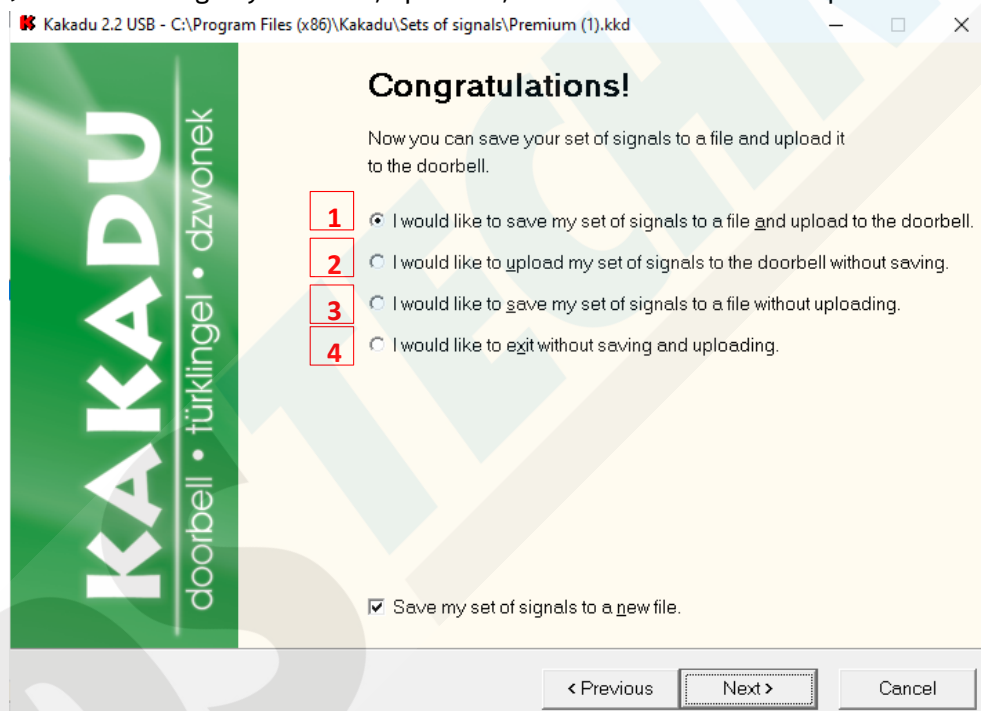 Kakadu 2.2 USB - C:\Program Files (x86)\Kakadu\Sets of signals\Premium (1).kkd
KAKADU
doorbell • türklingel • dzwonek
Congratulations!
Now you can save your set of signals to a file and upload it
to the doorbell.
1 I would like to save my set of signals to a file and upload to the doorbell.
2 I would like to upload my set of signals to the doorbell without saving.
3 I would like to save my set of signals to a file without uploading.
4 I would like to exit without saving and uploading.
Save my set of signals to a new file.
< Previous Next > Cancel